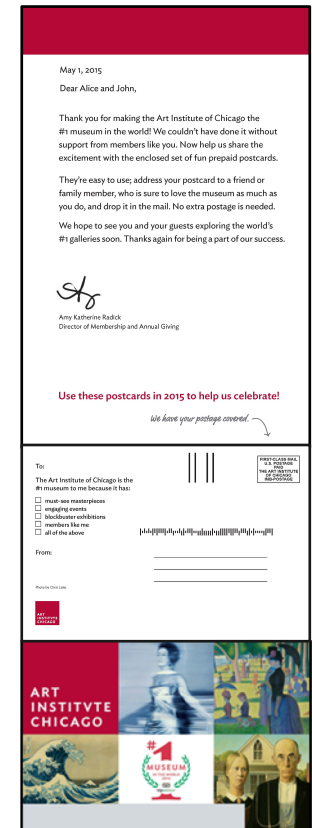 May 1, 2015
Dear Alice and John,
Thank you for making the Art Institute of Chicago the
#1 museum in the world! We couldn't have done it without
support from members like you. Now help us share the
excitement with the enclosed set of fun prepaid postcards.
They're easy to use; address your postcard to a friend or
family member, who is sure to love the museum as much as
you do, and drop it in the mail. No extra postage is needed.
We hope to see you and your guests exploring the world's
#1 galleries soon. Thanks again for being a part of our success.
Amy Katherine Radick
Director of Membership and Annual Giving
Use these postcards in 2015 to help us celebrate!
We have your postage covered.
FIRST-CLASS MAIL
U.S. POSTAGE
PAID
THE ART INSTITUTE
OF CHICAGO
IMB-POSTAGE
To:
The Art Institute of Chicago is the
#1 museum to me because it has:
must-see masterpieces
engaging events
blockbuster exhibitions
members like me
all of the above
From:
Photo by Clint
ART
INSTITVTE
CHICAGO
ART
INSTITVTE
CHICAGO
#1
MUSEUM
IN THE WORLD
2014